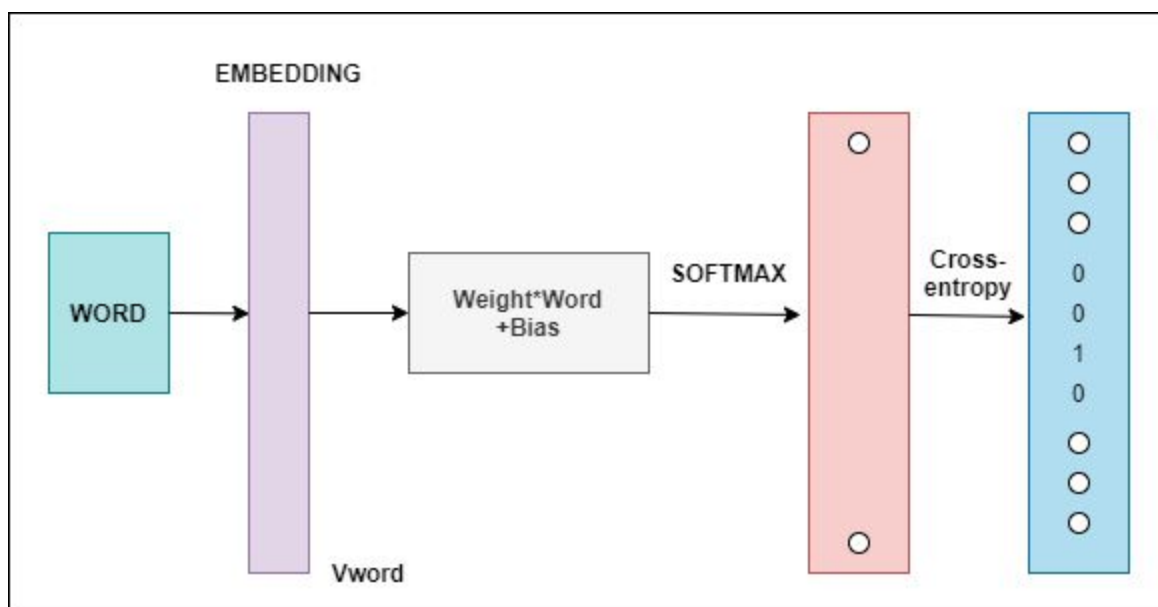 EMBEDDING
WORD
Weight*Word
+Bias
SOFTMAX
Cross-
entropy
0
0
1
0
Vword